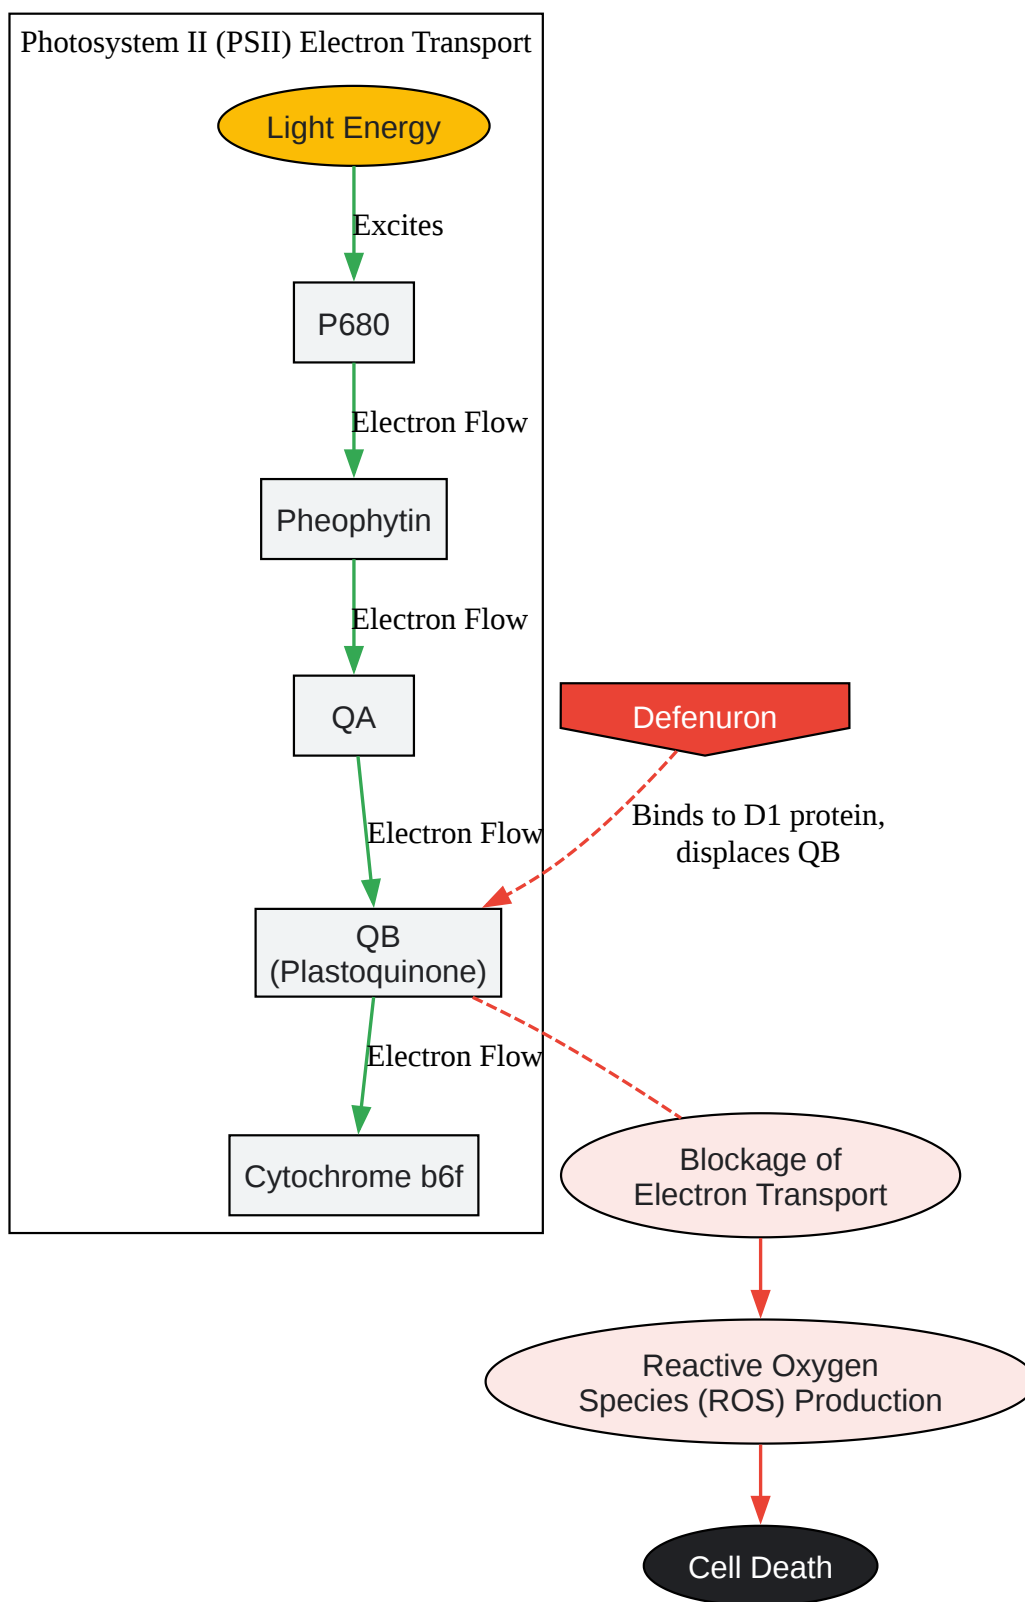 Photosystem II (PSII) Electron Transport
Light Energy
Excites
P680
Electron Flow
Pheophytin
Electron Flow
QA
Defenuron
Binds to D1 protein,
displaces QB
Electron Flow
QB
(Plastoquinone)
Electron Flow
Cytochrome b6f
Blockage of
Electron Transport
Reactive Oxygen
Species (ROS) Production
Cell Death